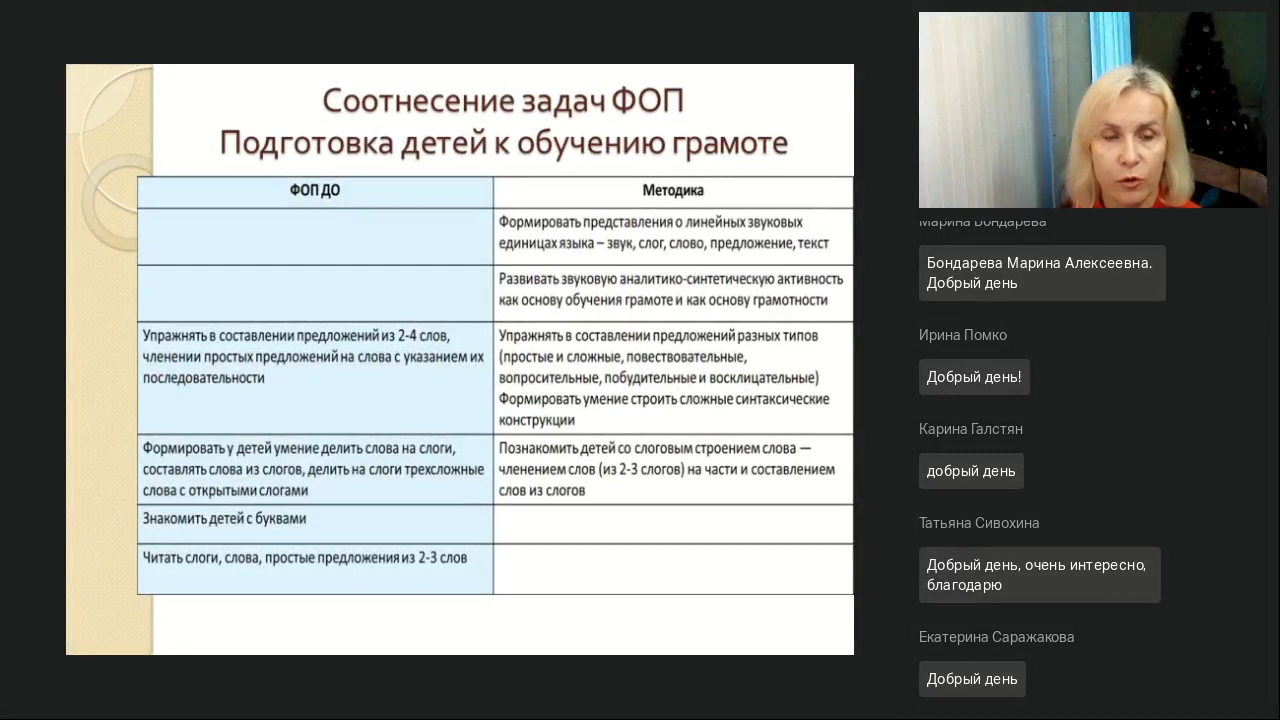 Соотнесение задач ФОП
Подготовка детей к обучению грамоте
ФОП ДО
Методика
Формировать представления о линейных звуковых
единицах языка – звук, слог, слово, предложение, текст
Развивать звуковую аналитико-синтетическую активность
как основу обучения грамоте и как основу грамотности
Упражнять в составлении предложений из 2-4 слов,
членении простых предложений на слова с указанием их
последовательности
Упражнять в составлении предложений разных типов
(простые и сложные, повествовательные,
вопросительные, побудительные и восклицательные)
Формировать умение строить сложные синтаксические
конструкции
Формировать у детей умение делить слова на слоги,
составлять слова из слогов, делить на слоги трехсложные
слова с открытыми слогами
Познакомить детей со слоговым строением слова —
членением слов (из 2-3 слогов) на части и составлением
слов из слогов
Знакомить детей с буквами
Читать слоги, слова, простые предложения из 2-3 слов
Марина Бондарева
Бондарева Марина Алексеевна.
Добрый день
Ирина Помко
Добрый день!
Карина Галстян
добрый день
Татьяна Сивохина
Добрый день, очень интересно,
благодарю
Екатерина Саражакова
Добрый день